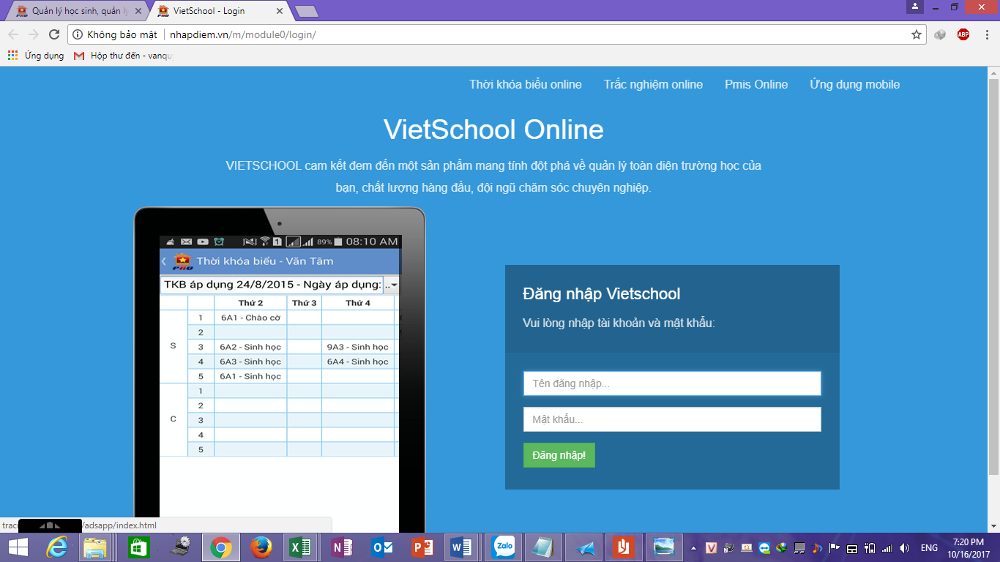 Quản lý học sinh, quản lý
VietSchool - Login
Không bảo mật
nhapdiem.vn/m/module0/login/
ABP
Ứng dụng
Hộp thư đến - vanqu
Thời khóa biểu online
Trắc nghiệm online
Pmis Online
Ứng dụng mobile
VietSchool Online
VIETSCHOOL cam kết đem đến một sản phẩm mang tính đột phá về quản lý toàn diện trường học của
bạn, chất lượng hàng đầu, đội ngũ chăm sóc chuyên nghiệp.
1 89% 08:10 AM
PRO Thời khóa biểu - Văn Tâm
TKB áp dụng 24/8/2015 - Ngày áp dụng: ..
Thứ 2 Thứ 3 Thứ 4
S
1 6A1 - Chào cờ
2
3 6A2 - Sinh học 9A3 - Sinh học
4 6A3 - Sinh học 6A4 - Sinh học
5 6A1 - Sinh học
C
1
2
3
4
5
Đăng nhập Vietschool
Vui lòng nhập tài khoản và mật khẩu:
Tên đăng nhập...
Mật khẩu...
Đăng nhập!
/adsapp/index.html
Zalo
ENG
7:20 PM
10/16/2017